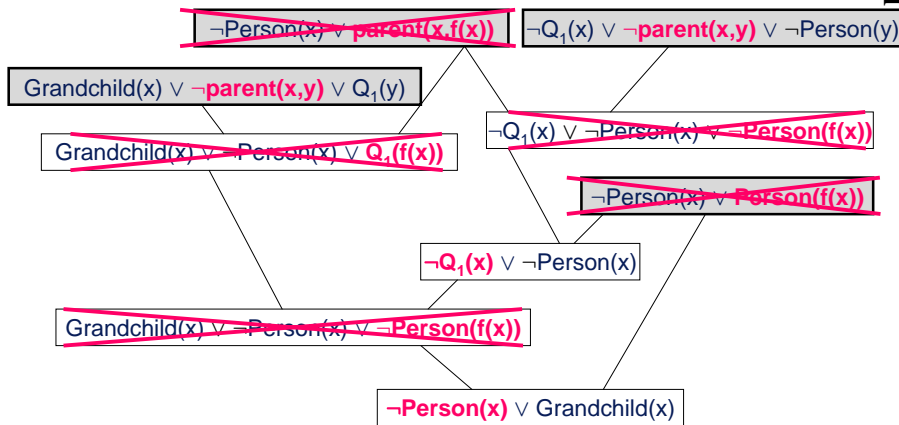 ¬Person(x) ∨ parent(x,f(x))
¬Q₁(x) ∨ ¬parent(x,y) ∨ ¬Person(y)
Grandchild(x) ∨ ¬parent(x,y) ∨ Q₁(y)
¬Q₁(x) ∨ ¬Person(x) ∨ ¬Person(f(x))
Grandchild(x) ∨ ¬Person(x) ∨ Q₁(f(x))
¬Person(x) ∨ Person(f(x))
¬Q₁(x) ∨ ¬Person(x)
Grandchild(x) ∨ ¬Person(x) ∨ ¬Person(f(x))
¬Person(x) ∨ Grandchild(x)